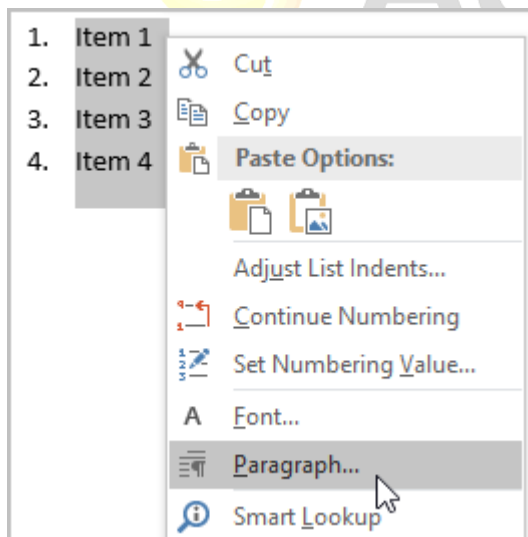 1. Item 1
2. Item 2
3. Item 3
4. Item 4
Cut
Copy
Paste Options:
Adjust List Indents...
Continue Numbering
Set Numbering Value...
A Font...
Paragraph...
Smart Lookup